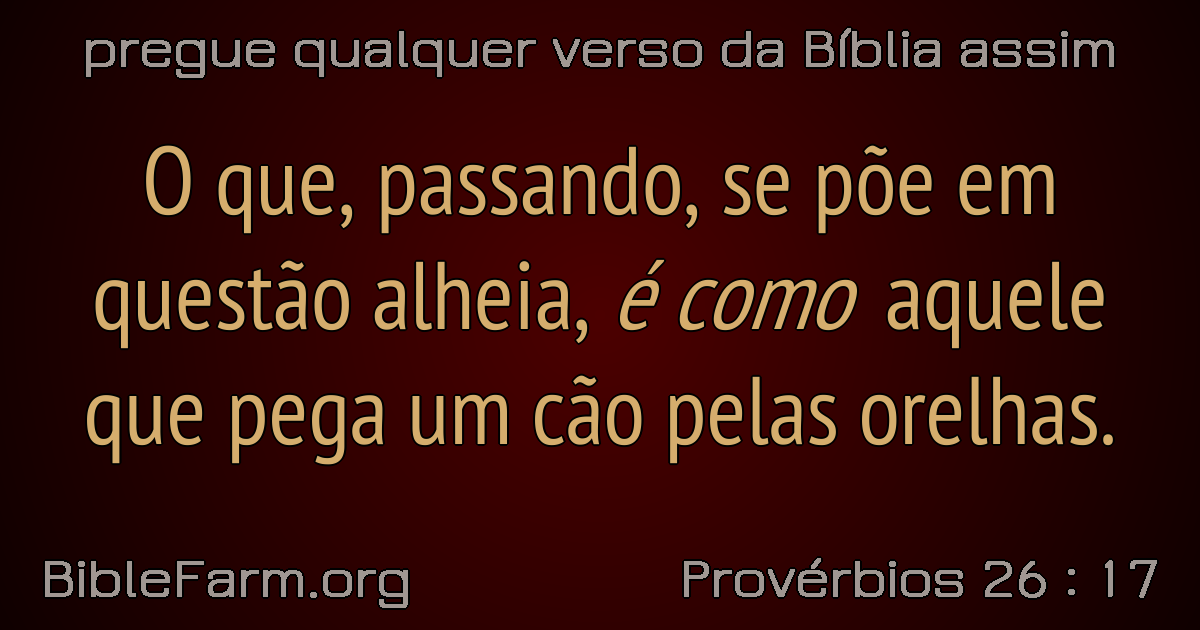 pregue qualquer verso da Bíblia assim
O que, passando, se põe em
questão alheia, é como aquele
que pega um cão pelas orelhas.
BibleFarm.org
Provérbios 26 : 17